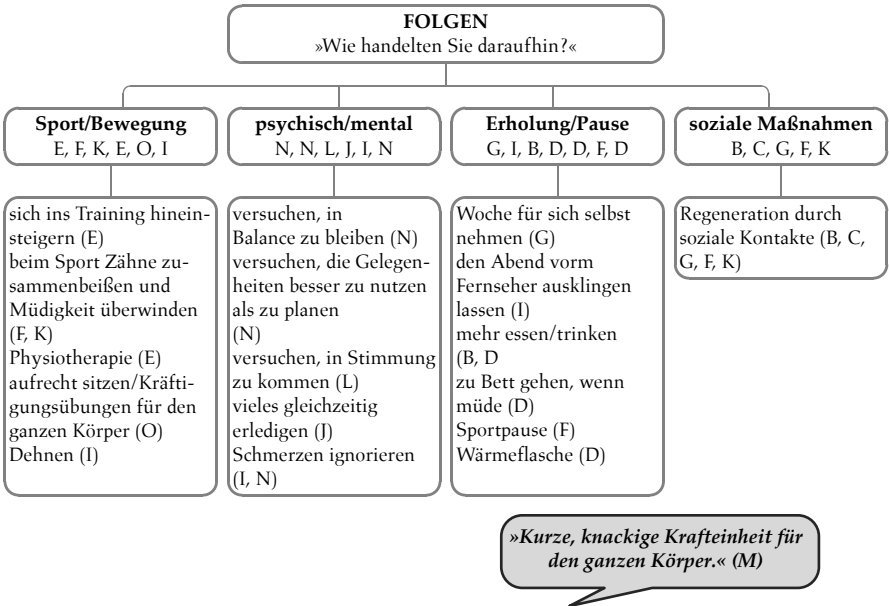 FOLGEN
»Wie handelten Sie daraufhin?«
Sport/Bewegung
E, F, K, E, O, I
psychisch/mental
N, N, L, J, I, N
Erholung/Pause
G, I, B, D, D, F, D
soziale Maßnahmen
B, C, G, F, K
sich ins Training hinein-
steigern (E)
beim Sport Zähne zu-
sammenbeißen und
Müdigkeit überwinden
(F, K)
Physiotherapie (E)
aufrecht sitzen/Kräfti-
gungsübungen für den
ganzen Körper (O)
Dehnen (I)
versuchen, in
Balance zu bleiben (N)
versuchen, die Gelegen-
heiten besser zu nutzen
als zu planen
(N)
versuchen, in Stimmung
zu kommen (L)
vieles gleichzeitig
erledigen (J)
Schmerzen ignorieren
(I, N)
Woche für sich selbst
nehmen (G)
den Abend vorm
Fernseher ausklingen
lassen (I)
mehr essen/trinken
(B, D
zu Bett gehen, wenn
müde (D)
Sportpause (F)
Wärmeflasche (D)
Regeneration durch
soziale Kontakte (B, C,
G, F, K)
»Kurze, knackige Krafteinheit für
den ganzen Körper.« (M)